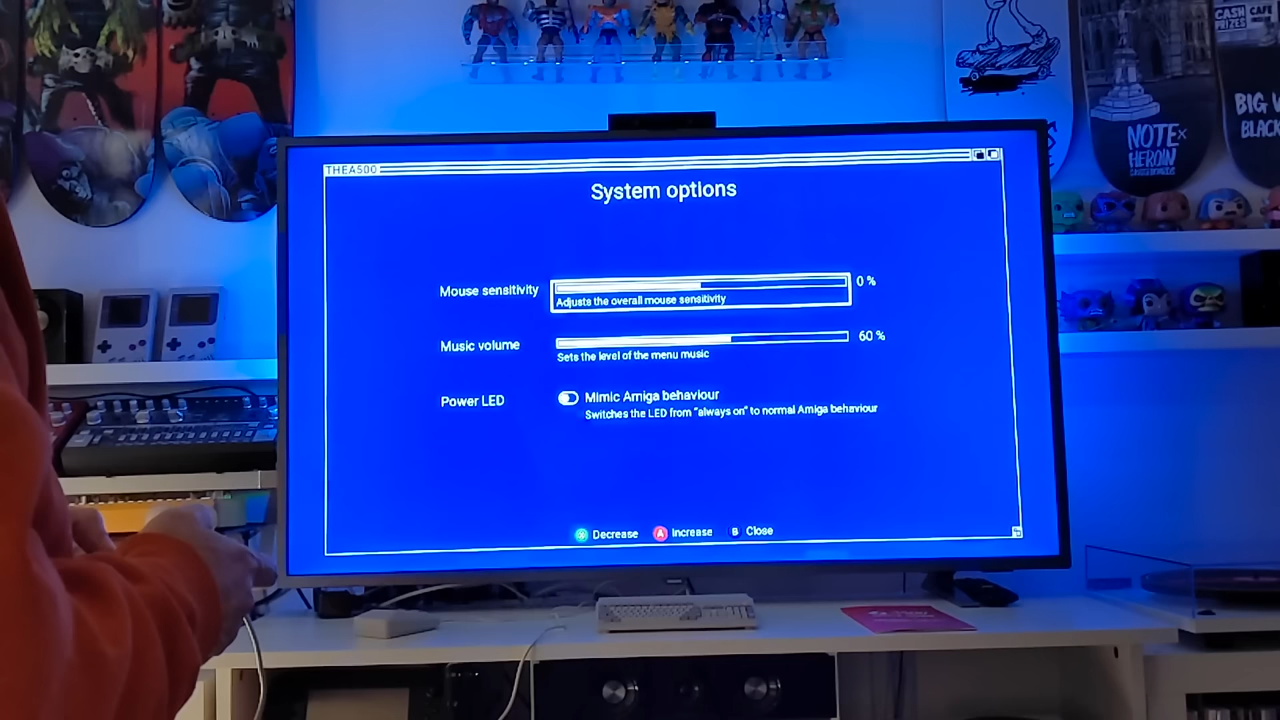 CASH
PRIZES
CAFE
NOTE×
HEROIN
BIG
BLACK
THEA500
System options
Mouse sensitivity
0 %
Adjusts the overall mouse sensitivity
Music volume
60 %
Sets the level of the menu music
Power LED
Mimic Amiga behaviour
Switches the LED from "always on" to normal Amiga behaviour
Decrease
A Increase
B Close